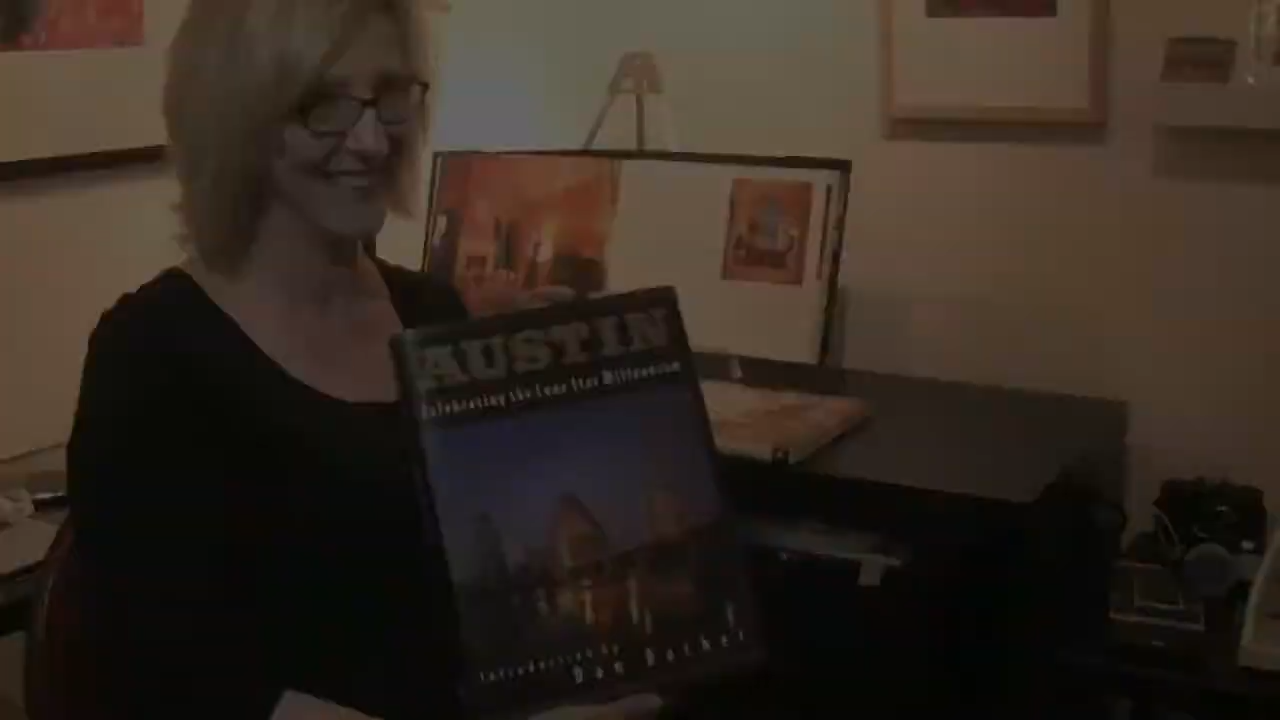 AUSTIN
Celebrating the Lone Star Millennium
Introduction by
Dan Rather